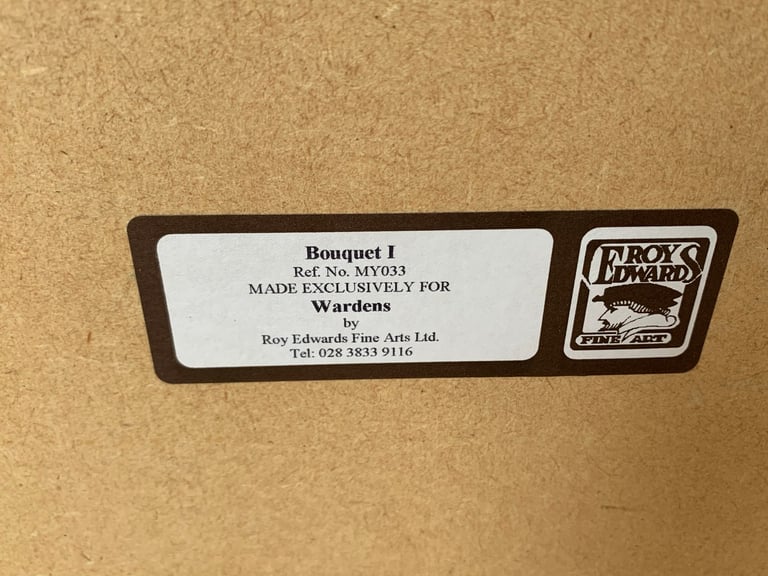 Bouquet I
Ref. No. MY033
MADE EXCLUSIVELY FOR
Wardens
by
Roy Edwards Fine Arts Ltd.
Tel: 028 3833 9116
ROY
EDWARDS
FINE ART